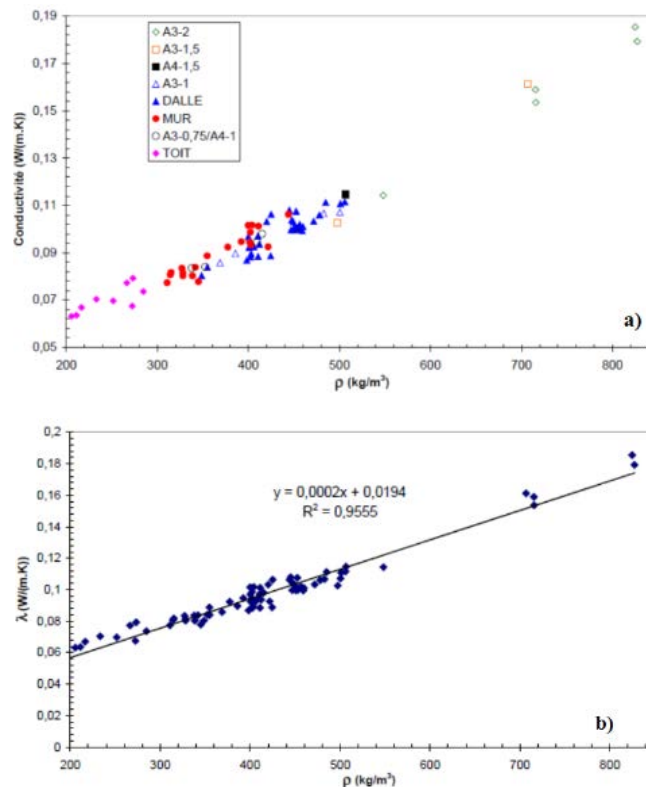 0,19
0,17
0,15
0,13
0,11
0,09
0,07
0,05
Conductivité (W/(m.K))
A3-2
A3-1,5
A4-1,5
A3-1
DALLE
MUR
A3-0,75/A4-1
TOIT
a)
200 300 400 500 600 700 800
ρ (kg/m³)
0,2
0,18
0,16
0,14
0,12
0,1
0,08
0,06
0,04
0,02
0
λ (W/(m.K))
y = 0,0002x + 0,0194
R² = 0,9555
b)
200 300 400 500 600 700 800
ρ (kg/m³)